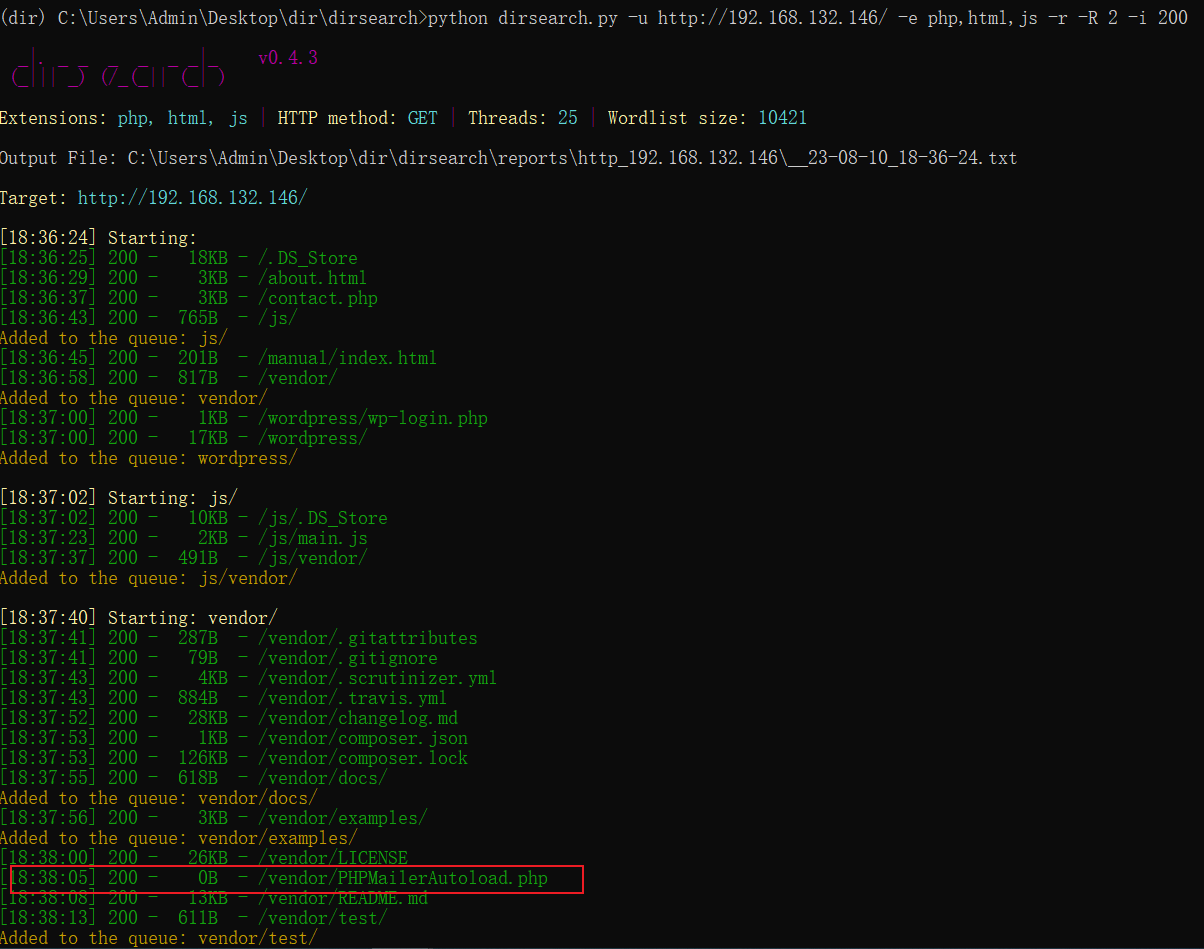 (dir) C:\Users\Admin\Desktop\dir\dirsearch>python dirsearch.py -u http://192.168.132.146/ -e php,html,js -r -R 2 -i 200
dirsearch v0.4.3
Extensions: php, html, js | HTTP method: GET | Threads: 25 | Wordlist size: 10421
Output File: C:\Users\Admin\Desktop\dir\dirsearch\reports\http_192.168.132.146\__23-08-10_18-36-24.txt
Target: http://192.168.132.146/
[18:36:24] Starting:
[18:36:25] 200 -   18KB - /.DS_Store
[18:36:29] 200 -    3KB - /about.html
[18:36:37] 200 -    3KB - /contact.php
[18:36:43] 200 -  765B  - /js/
Added to the queue: js/
[18:36:45] 200 -  201B  - /manual/index.html
[18:36:58] 200 -  817B  - /vendor/
Added to the queue: vendor/
[18:37:00] 200 -    1KB - /wordpress/wp-login.php
[18:37:00] 200 -   17KB - /wordpress/
Added to the queue: wordpress/
[18:37:02] Starting: js/
[18:37:02] 200 -   10KB - /js/.DS_Store
[18:37:23] 200 -    2KB - /js/main.js
[18:37:37] 200 -  491B  - /js/vendor/
Added to the queue: js/vendor/
[18:37:40] Starting: vendor/
[18:37:41] 200 -  287B  - /vendor/.gitattributes
[18:37:41] 200 -   79B  - /vendor/.gitignore
[18:37:43] 200 -    4KB - /vendor/.scrutinizer.yml
[18:37:43] 200 -  884B  - /vendor/.travis.yml
[18:37:52] 200 -   28KB - /vendor/changelog.md
[18:37:53] 200 -    1KB - /vendor/composer.json
[18:37:53] 200 -  126KB - /vendor/composer.lock
[18:37:55] 200 -  618B  - /vendor/docs/
Added to the queue: vendor/docs/
[18:37:56] 200 -    3KB - /vendor/examples/
Added to the queue: vendor/examples/
[18:38:00] 200 -   26KB - /vendor/LICENSE
[18:38:05] 200 -    0B  - /vendor/PHPMailerAutoload.php
[18:38:08] 200 -   13KB - /vendor/README.md
[18:38:13] 200 -  611B  - /vendor/test/
Added to the queue: vendor/test/